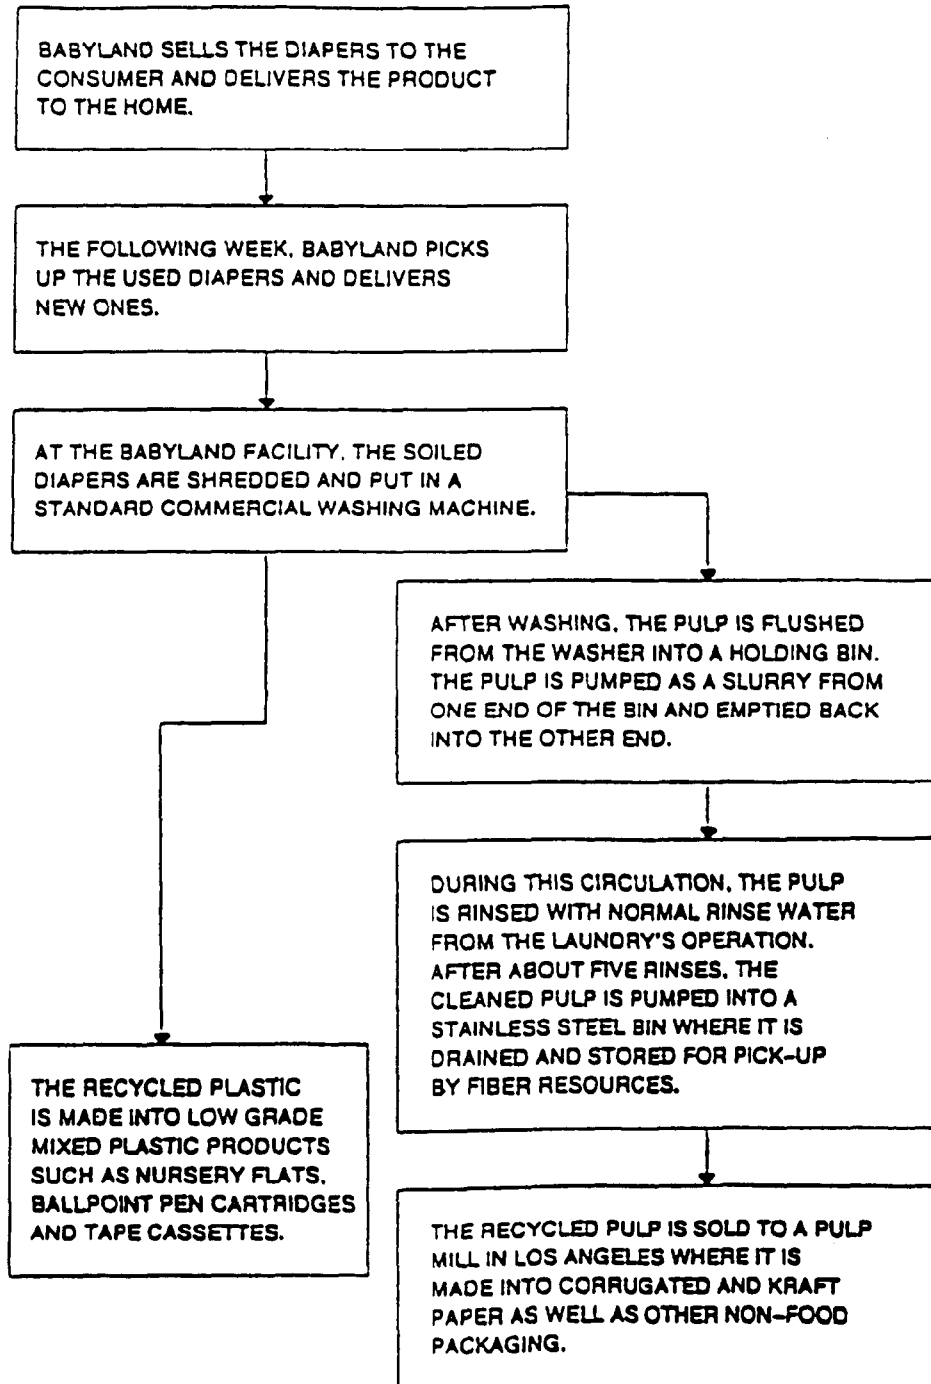 BABYLAND SELLS THE DIAPERS TO THE
CONSUMER AND DELIVERS THE PRODUCT
TO THE HOME.
THE FOLLOWING WEEK, BABYLAND PICKS
UP THE USED DIAPERS AND DELIVERS
NEW ONES.
AT THE BABYLAND FACILITY, THE SOILED
DIAPERS ARE SHREDDED AND PUT IN A
STANDARD COMMERCIAL WASHING MACHINE.
AFTER WASHING, THE PULP IS FLUSHED
FROM THE WASHER INTO A HOLDING BIN.
THE PULP IS PUMPED AS A SLURRY FROM
ONE END OF THE BIN AND EMPTIED BACK
INTO THE OTHER END.
DURING THIS CIRCULATION, THE PULP
IS RINSED WITH NORMAL RINSE WATER
FROM THE LAUNDRY'S OPERATION.
AFTER ABOUT FIVE RINSES, THE
CLEANED PULP IS PUMPED INTO A
STAINLESS STEEL BIN WHERE IT IS
DRAINED AND STORED FOR PICK-UP
BY FIBER RESOURCES.
THE RECYCLED PLASTIC
IS MADE INTO LOW GRADE
MIXED PLASTIC PRODUCTS
SUCH AS NURSERY FLATS,
BALLPOINT PEN CARTRIDGES
AND TAPE CASSETTES.
THE RECYCLED PULP IS SOLD TO A PULP
MILL IN LOS ANGELES WHERE IT IS
MADE INTO CORRUGATED AND KRAFT
PAPER AS WELL AS OTHER NON-FOOD
PACKAGING.